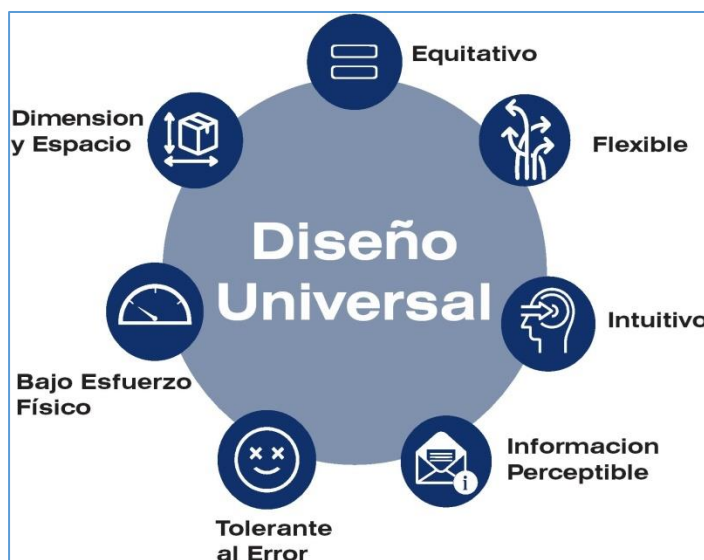 Equitativo
Flexible
Intuitivo
Informacion
Perceptible
Tolerante
al Error
Bajo Esfuerzo
Físico
Dimension
y Espacio
Diseño
Universal
i